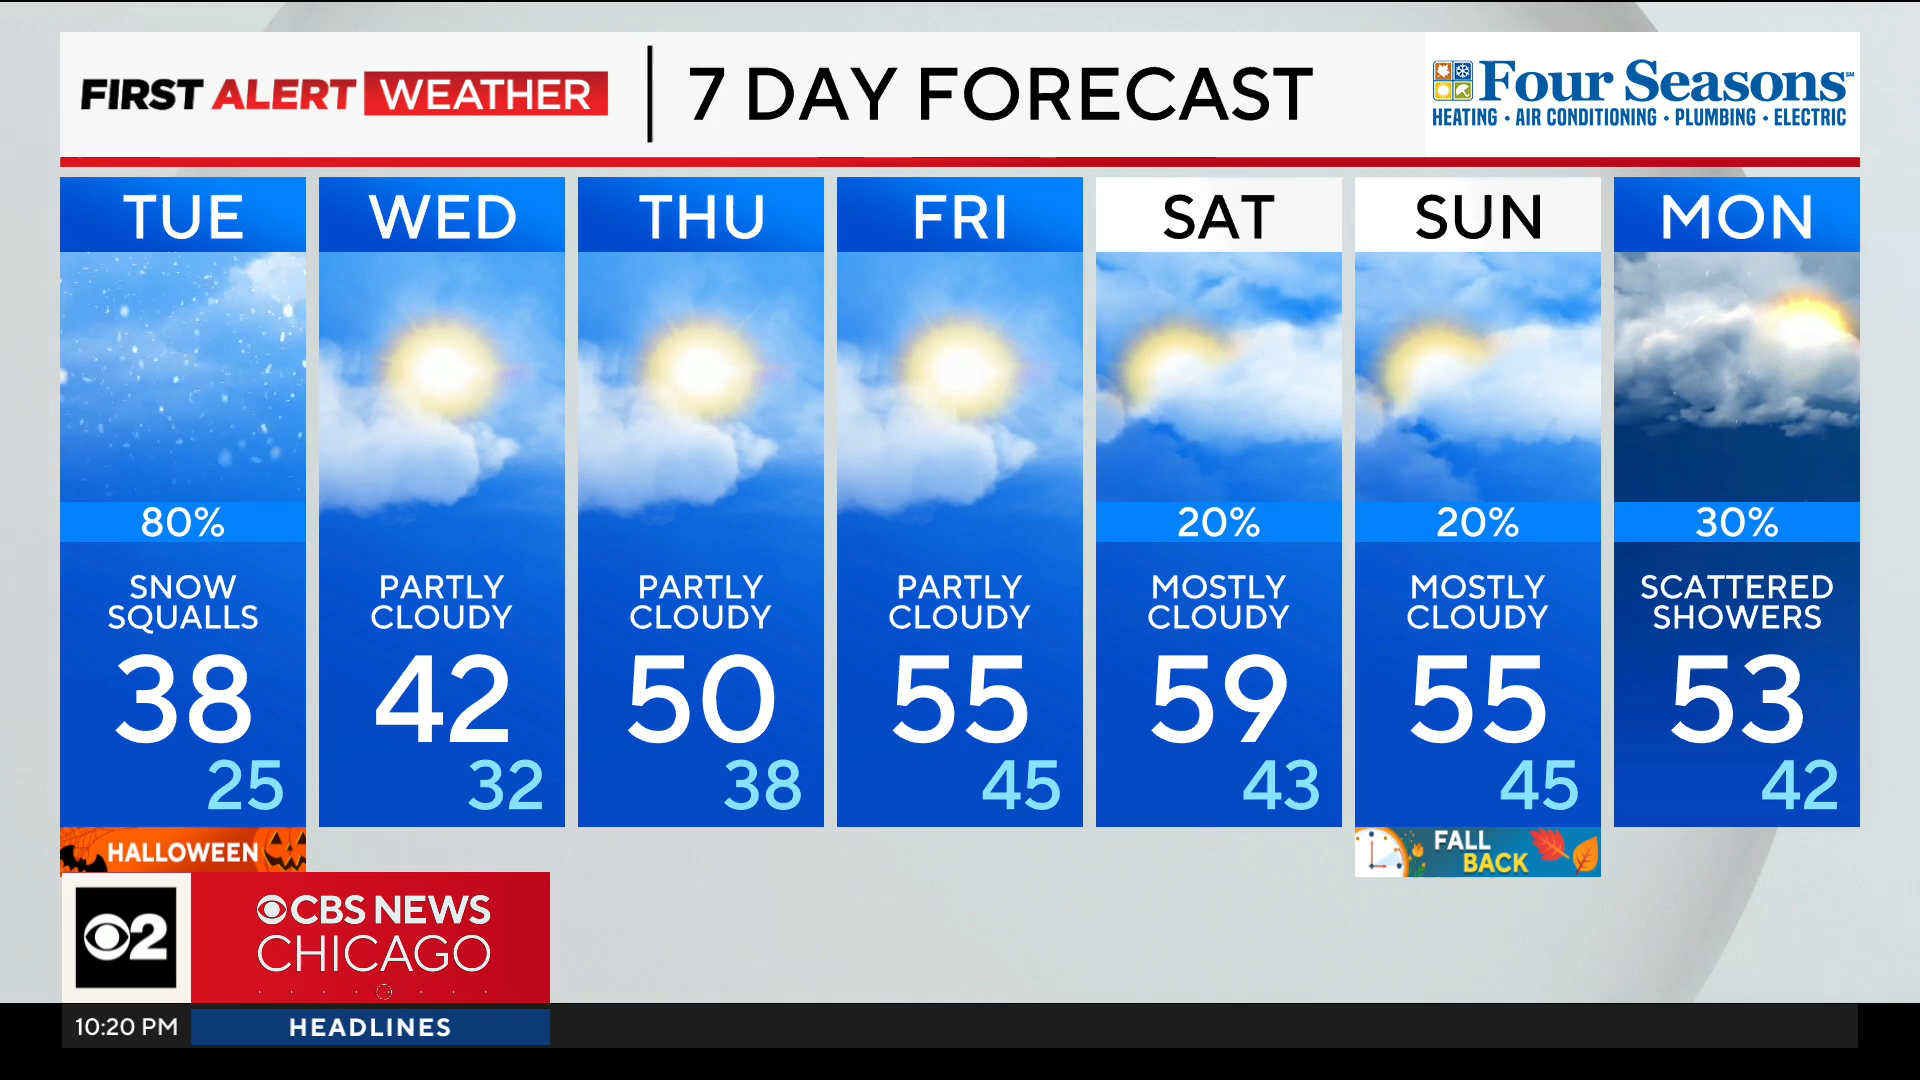 FIRST ALERT WEATHER
7 DAY FORECAST
Four Seasons℠
HEATING • AIR CONDITIONING • PLUMBING • ELECTRIC
TUE
80%
SNOW
SQUALLS
38
25
HALLOWEEN
WED
PARTLY
CLOUDY
42
32
THU
PARTLY
CLOUDY
50
38
FRI
PARTLY
CLOUDY
55
45
SAT
20%
MOSTLY
CLOUDY
59
43
SUN
20%
MOSTLY
CLOUDY
55
45
FALL
BACK
MON
30%
SCATTERED
SHOWERS
53
42
2
CBS NEWS
CHICAGO
10:20 PM
HEADLINES